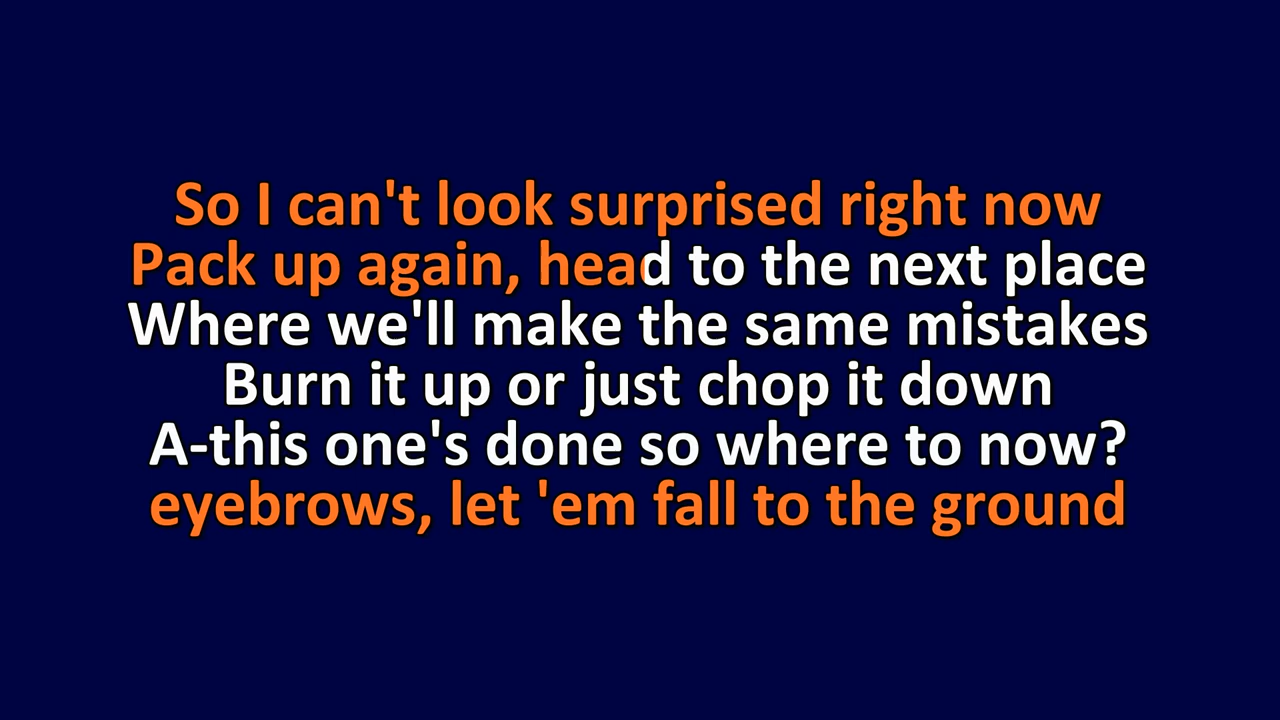 So I can't look surprised right now
Pack up again, head to the next place
Where we'll make the same mistakes
Burn it up or just chop it down
A-this one's done so where to now?
eyebrows, let 'em fall to the ground